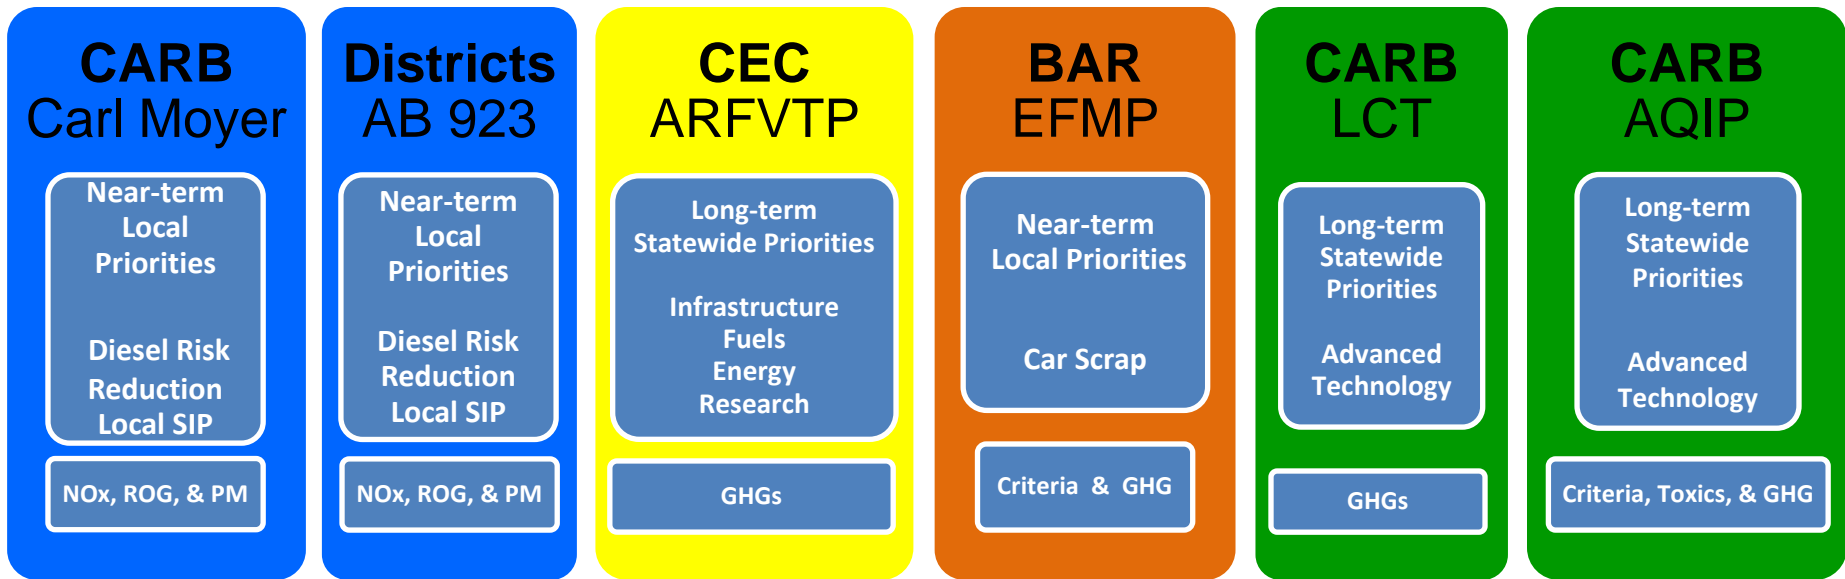 CARB
Carl Moyer
Near-term
Local
Priorities
Diesel Risk
Reduction
Local SIP
NOx, ROG, & PM
Districts
AB 923
Near-term
Local
Priorities
Diesel Risk
Reduction
Local SIP
NOx, ROG, & PM
CEC
ARFVTP
Long-term
Statewide Priorities
Infrastructure
Fuels
Energy
Research
GHGs
BAR
EFMP
Near-term
Local Priorities
Car Scrap
Criteria & GHG
CARB
LCT
Long-term
Statewide
Priorities
Advanced
Technology
GHGs
CARB
AQIP
Long-term
Statewide
Priorities
Advanced
Technology
Criteria, Toxics, & GHG